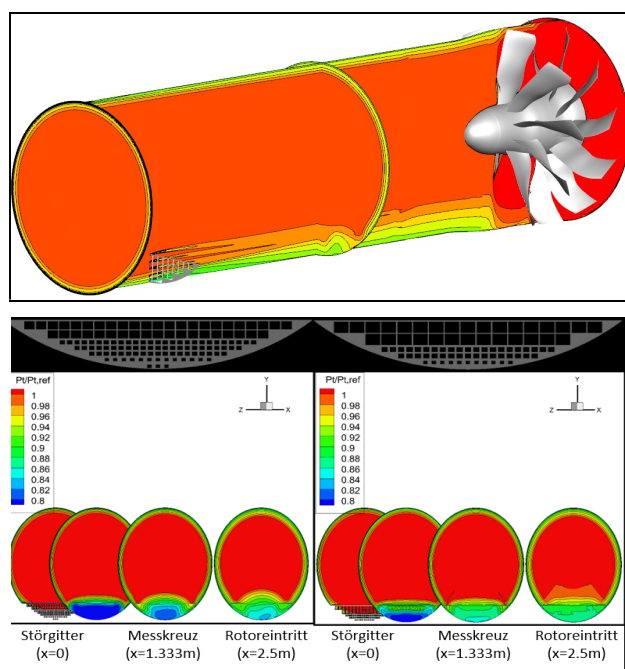 Pt/Pt,ref
1
0.98
0.96
0.94
0.92
0.9
0.88
0.86
0.84
0.82
0.8
Y
Z
X
Pt/Pt,ref
1
0.98
0.96
0.94
0.92
0.9
0.88
0.86
0.84
0.82
0.8
Y
Z
X
Störgitter Messkreuz Rotoreintritt Störgitter Messkreuz Rotoreintritt
(x=0) (x=1.333m) (x=2.5m) (x=0) (x=1.333m) (x=2.5m)